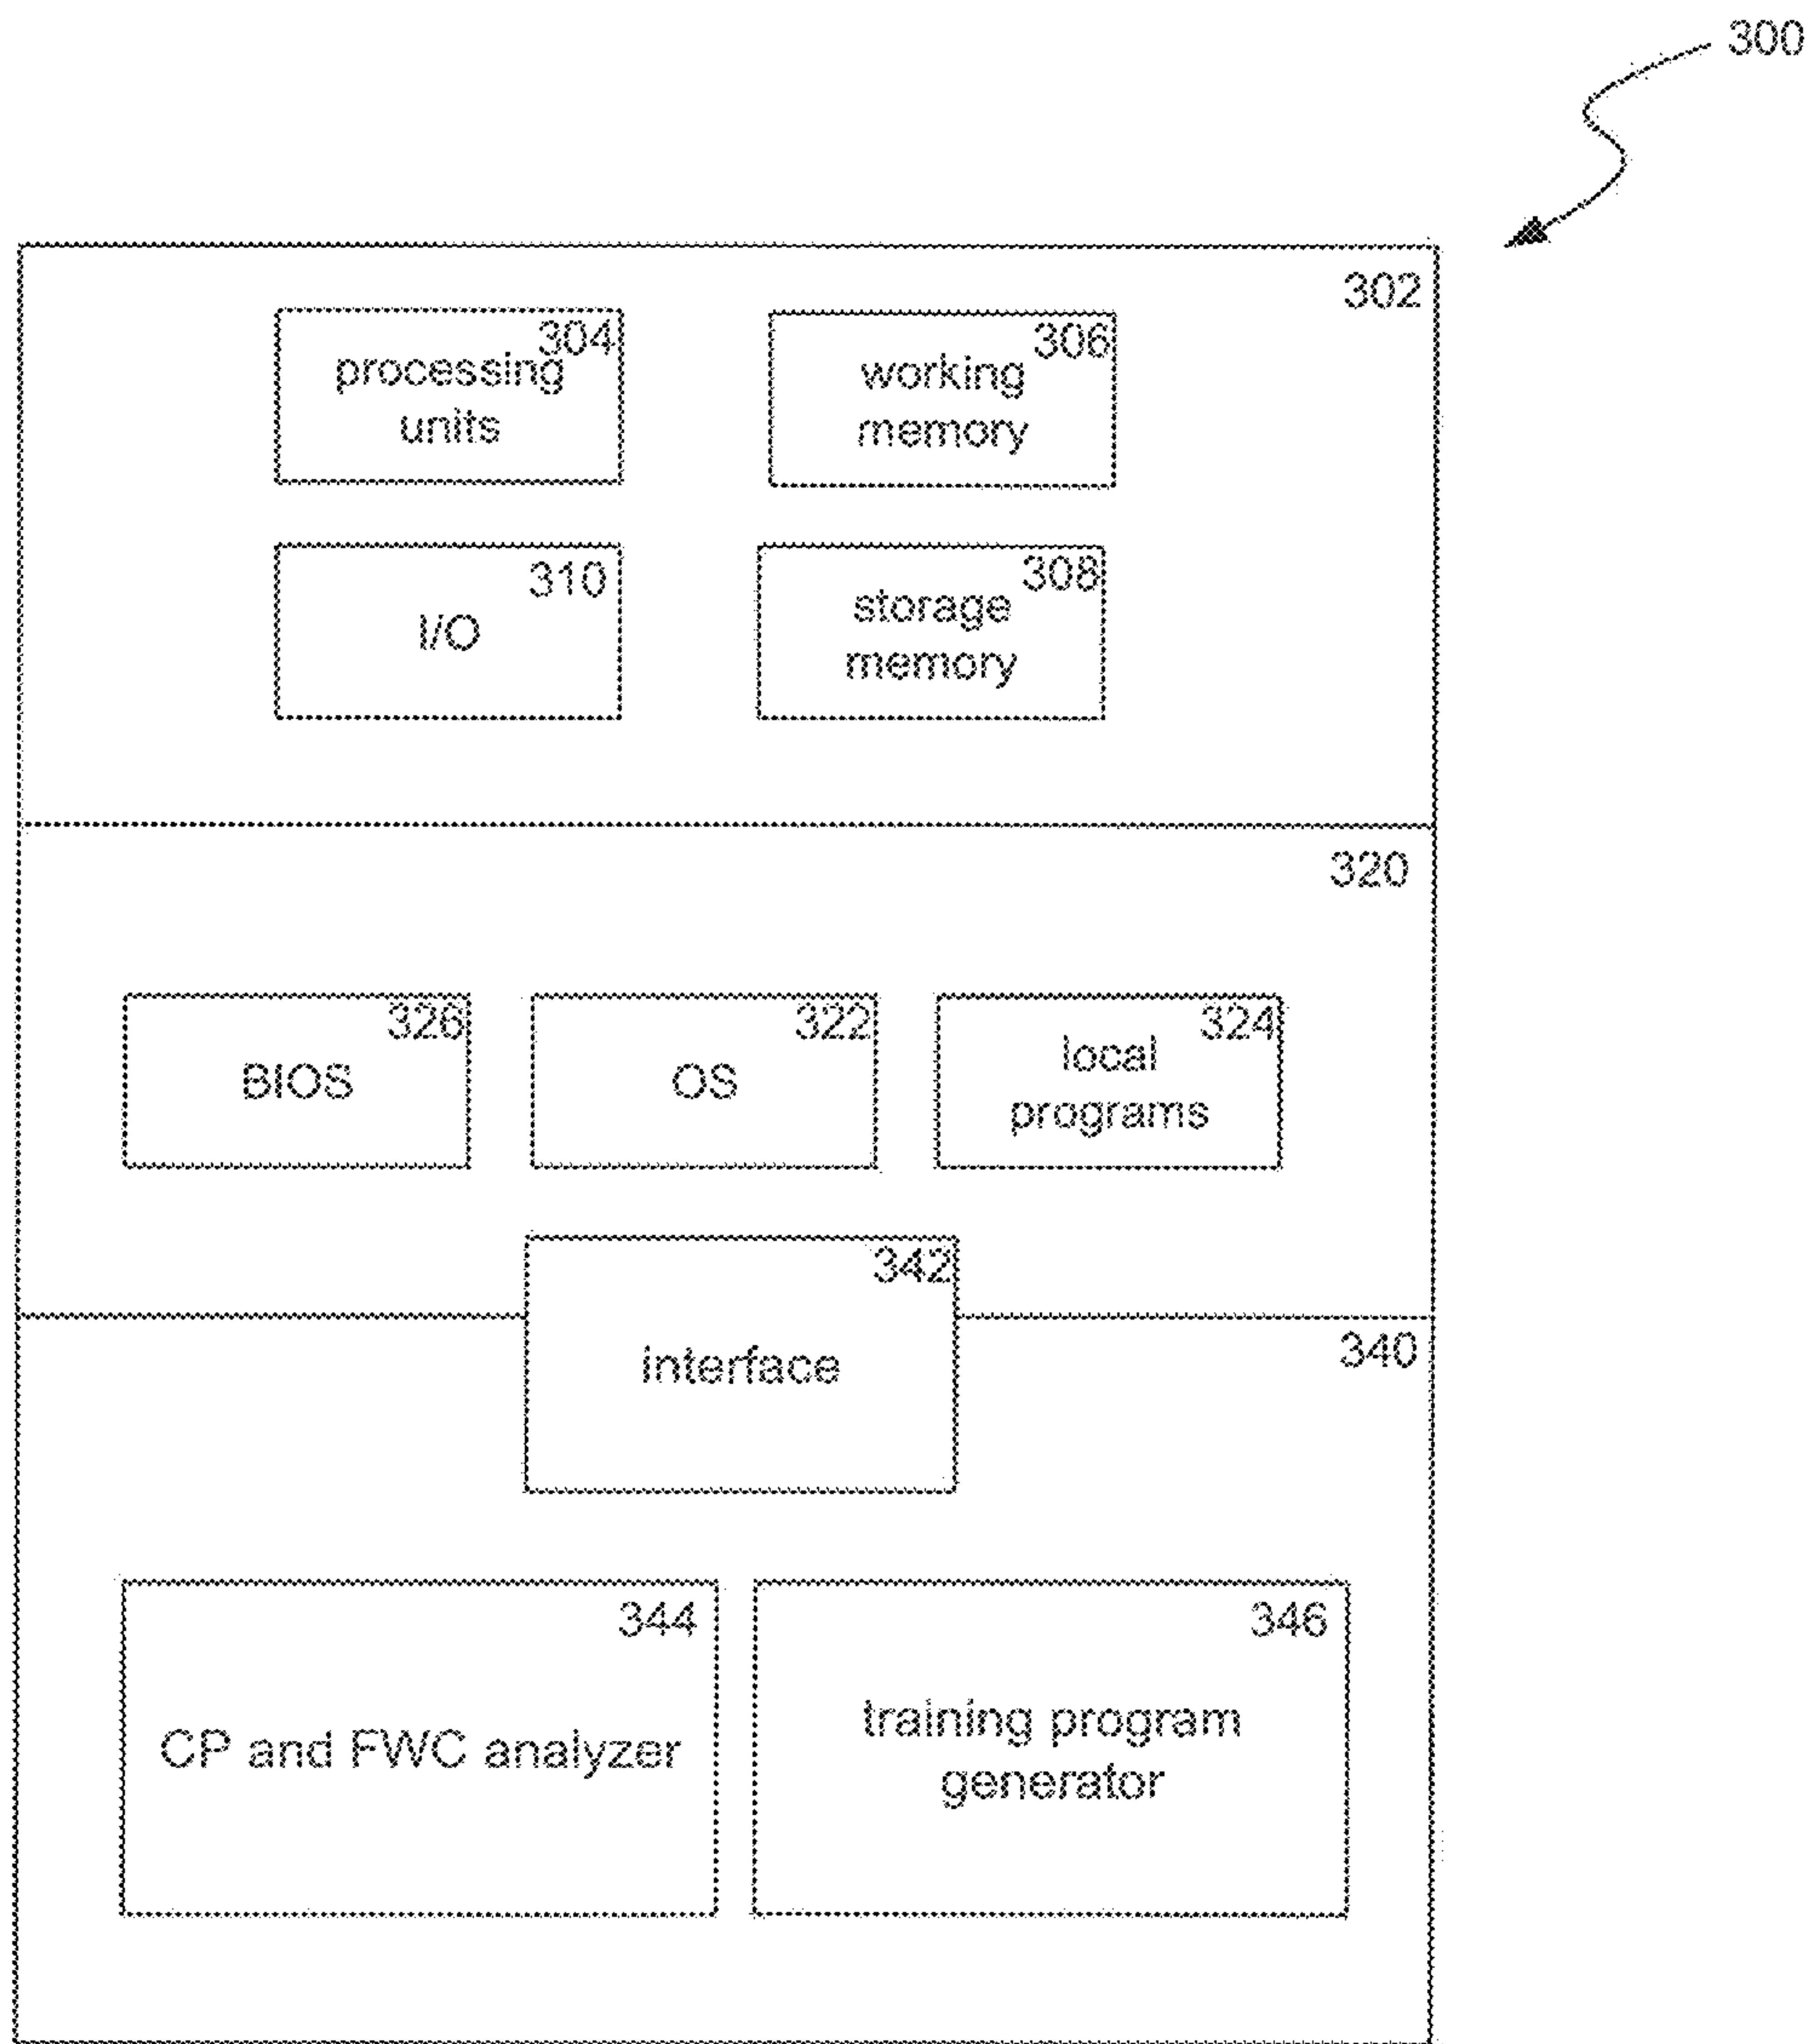 300
302
304
processing
units
306
working
memory
310
I/O
308
storage
memory
320
326
BIOS
322
OS
324
local
programs
342
interface
340
344
CP and FWC analyzer
346
training program
generator